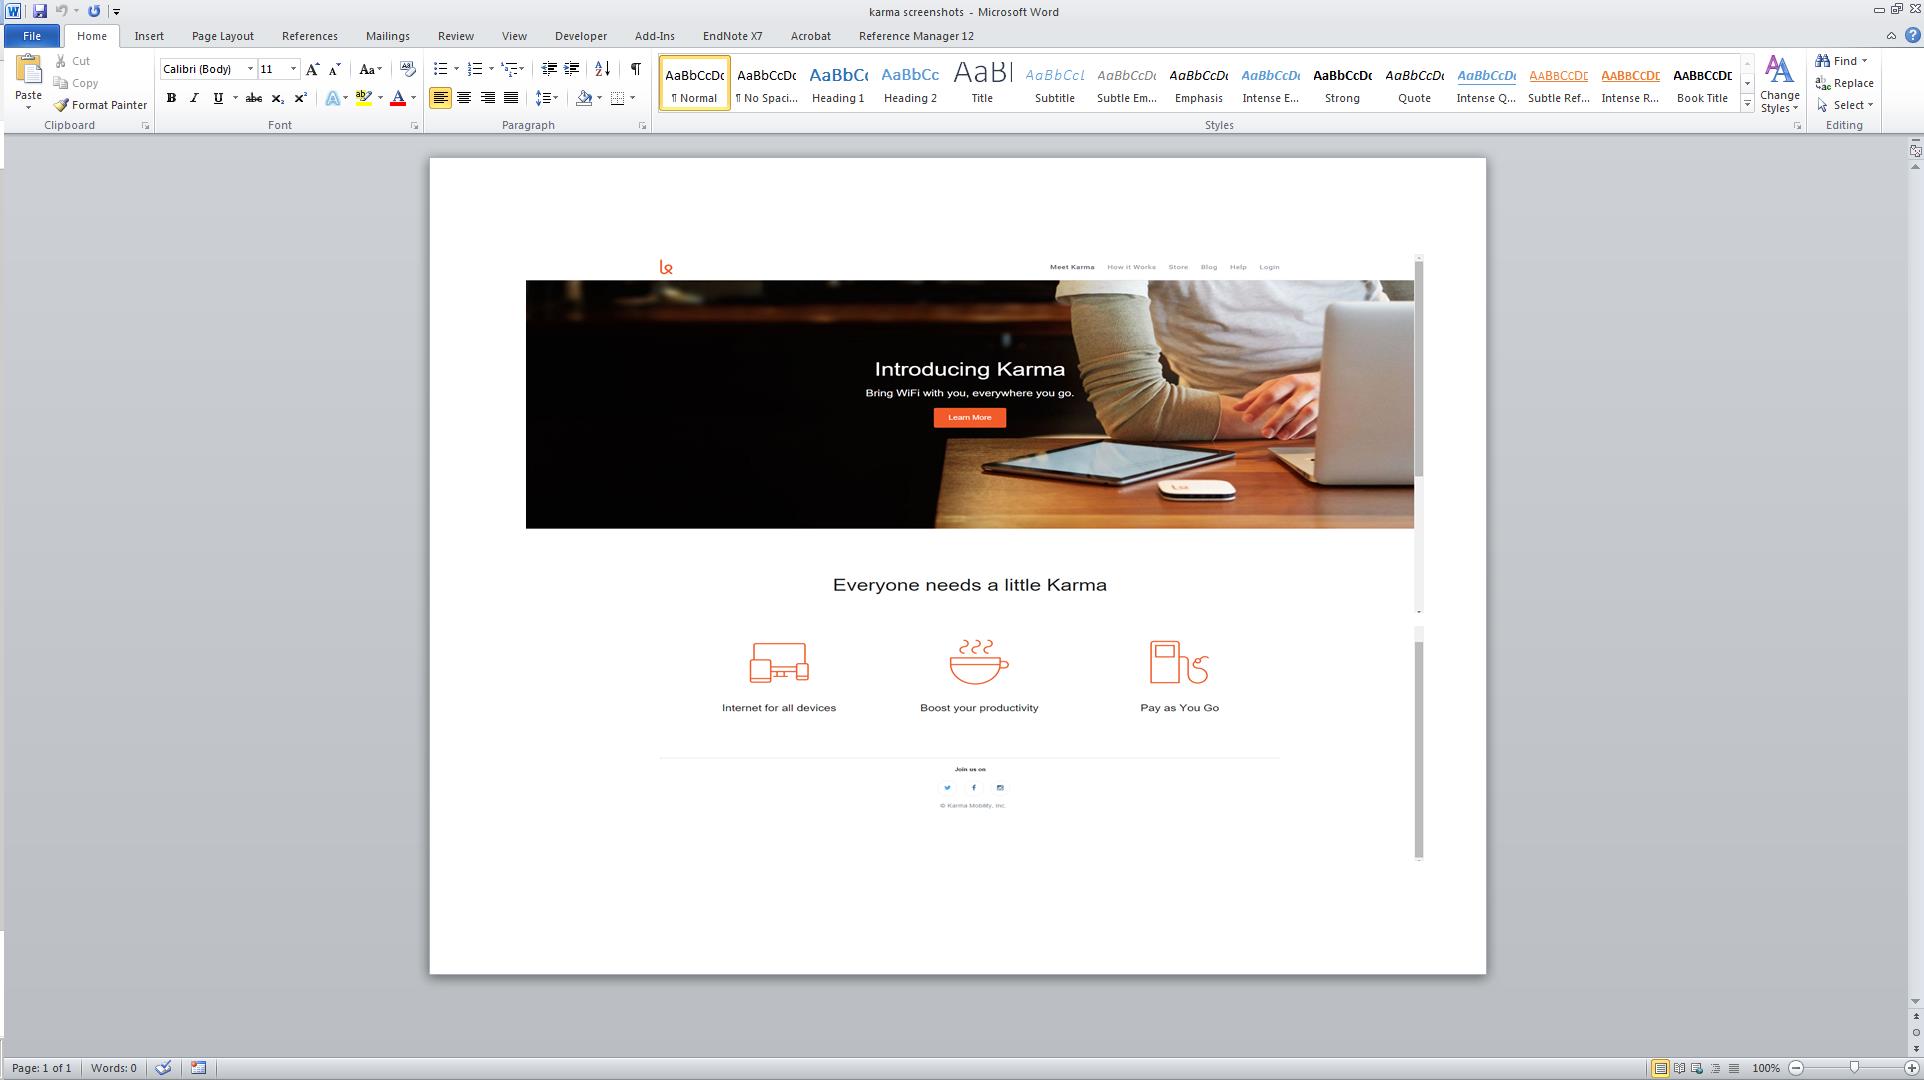 karma screenshots - Microsoft Word
File Home Insert Page Layout References Mailings Review View Developer Add-Ins EndNote X7 Acrobat Reference Manager 12
Paste
Cut
Copy
Format Painter
Clipboard
Calibri (Body) 11
Font
Paragraph
AaBbCcDc AaBbCcDc AaBbCc AaBbCc AaBl AaBbCcL AaBbCcDc AaBbCcDc AaBbCcDc AaBbCcDc AaBbCcDc AaBbCcDc AABBCCDE AABBCCDE AABBCCDE
¶ Normal ¶ No Spaci... Heading 1 Heading 2 Title Subtitle Subtle Em... Emphasis Intense E... Strong Quote Intense Q... Subtle Ref... Intense R... Book Title
Styles
Change
Styles
Find
Replace
Select
Editing
Meet Karma How it Works Store Blog Help Login
Introducing Karma
Bring WiFi with you, everywhere you go.
Learn More
Everyone needs a little Karma
Internet for all devices Boost your productivity Pay as You Go
Join us on
© Karma Mobility, Inc.
Page: 1 of 1 Words: 0 100%